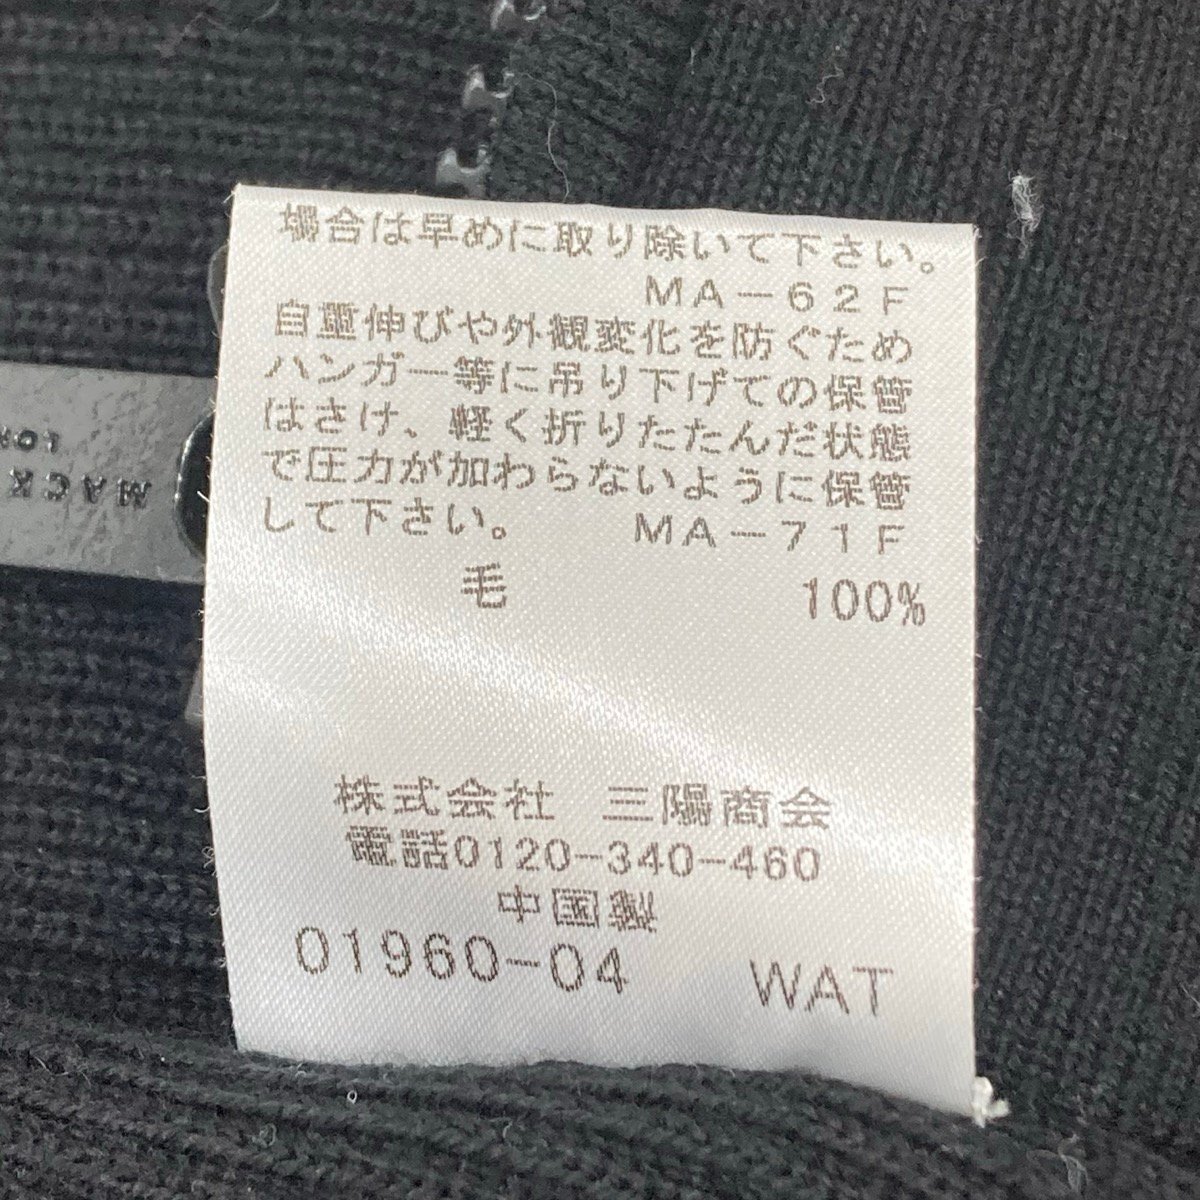 場合は早めに取り除いて下さい。
MA-62F
自重伸びや外観変化を防ぐため
ハンガー等に吊り下げての保管
はさけ、軽く折りたたんだ状態
で圧力が加わらないように保管
して下さい。 MA-71F
毛 100%
株式会社 三陽商会
電話0120-340-460
中国製
01960-04 WAT
MACK
LON